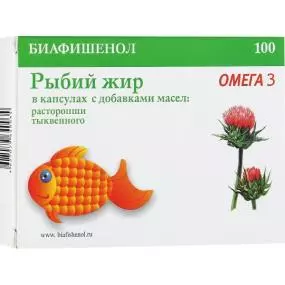 БИАФИШЕНОЛ 100
Рыбий жир
ОМЕГА 3
в капсулах с добавками масел:
расторопши
тыквенного
www. biafishenol.ru